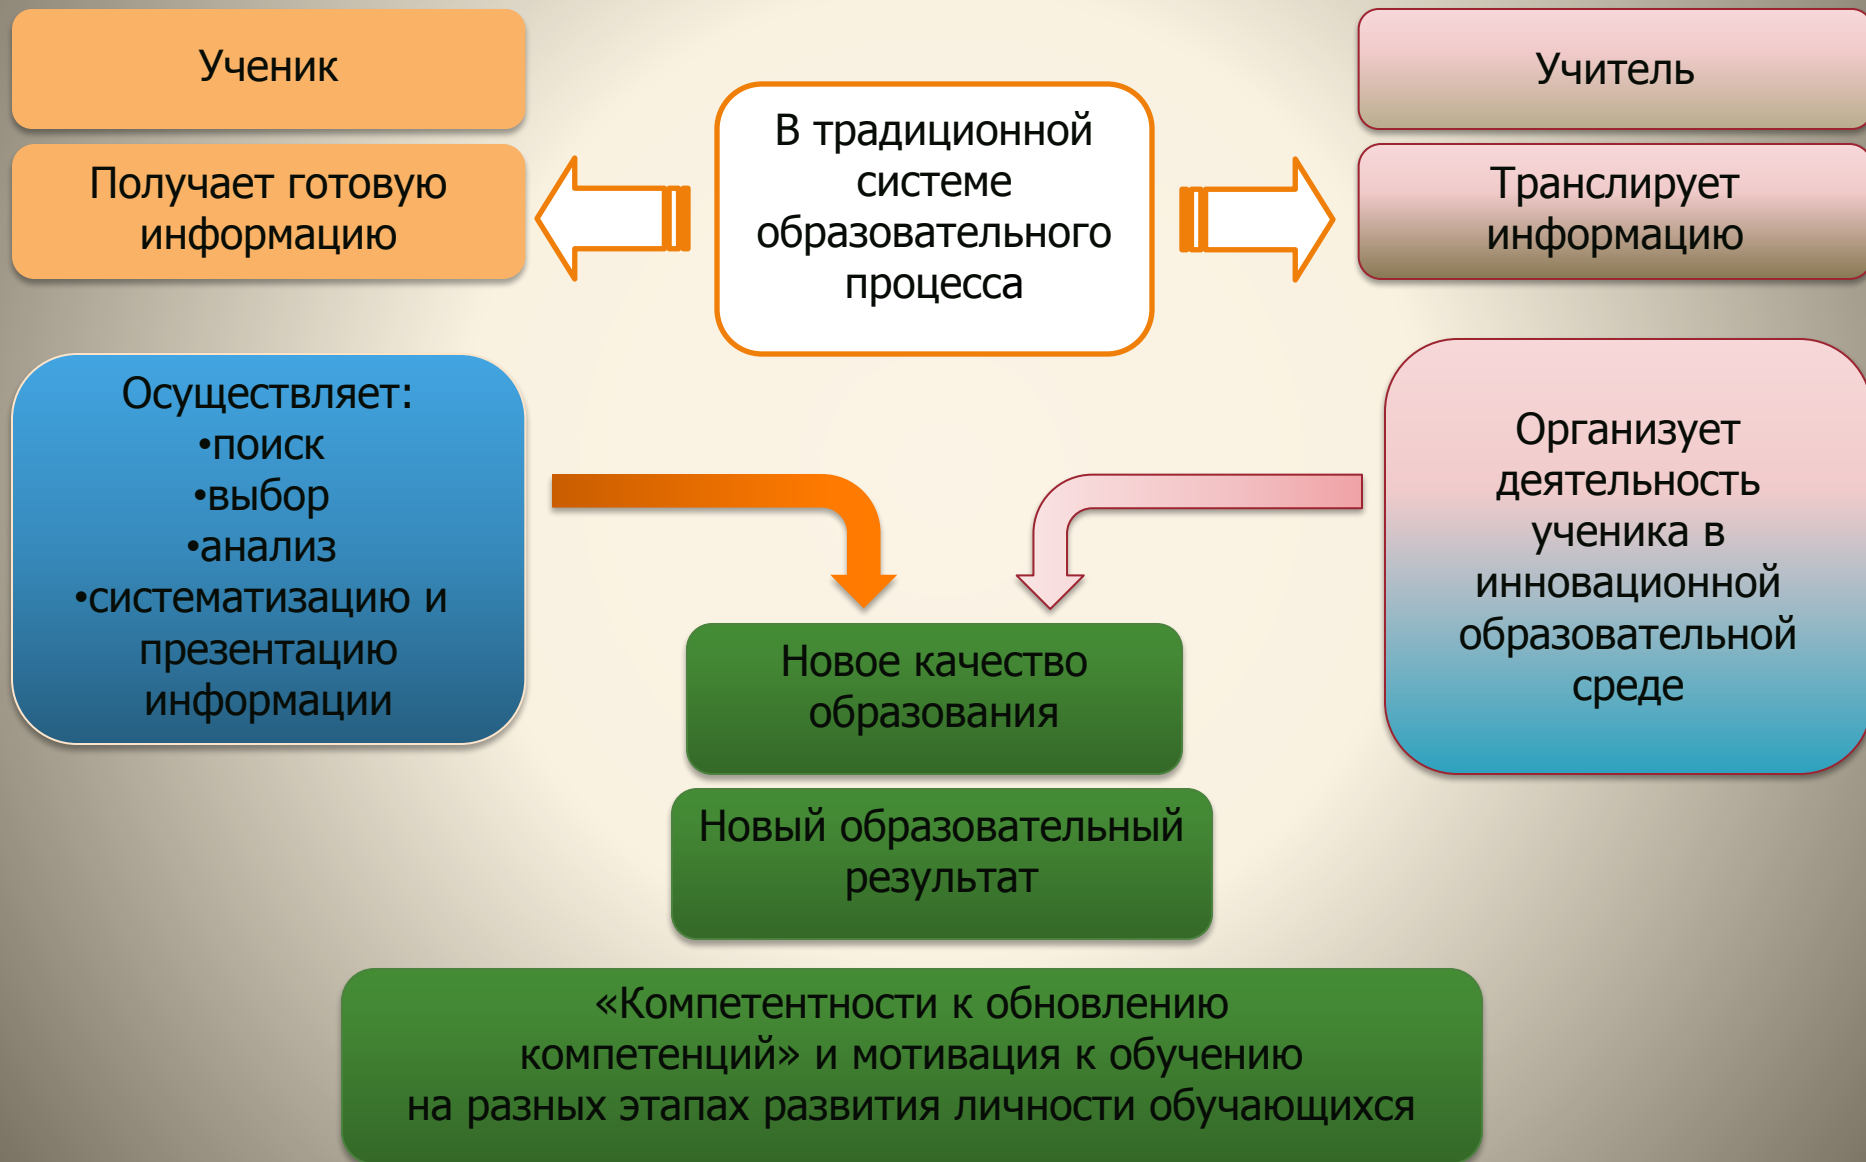 Ученик
Получает готовую
информацию
В традиционной
системе
образовательного
процесса
Учитель
Транслирует
информацию
Осуществляет:
•поиск
•выбор
•анализ
•систематизацию и
презентацию
информации
Организует
деятельность
ученика в
инновационной
образовательной
среде
Новое качество
образования
Новый образовательный
результат
«Компетентности к обновлению
компетенций» и мотивация к обучению
на разных этапах развития личности обучающихся